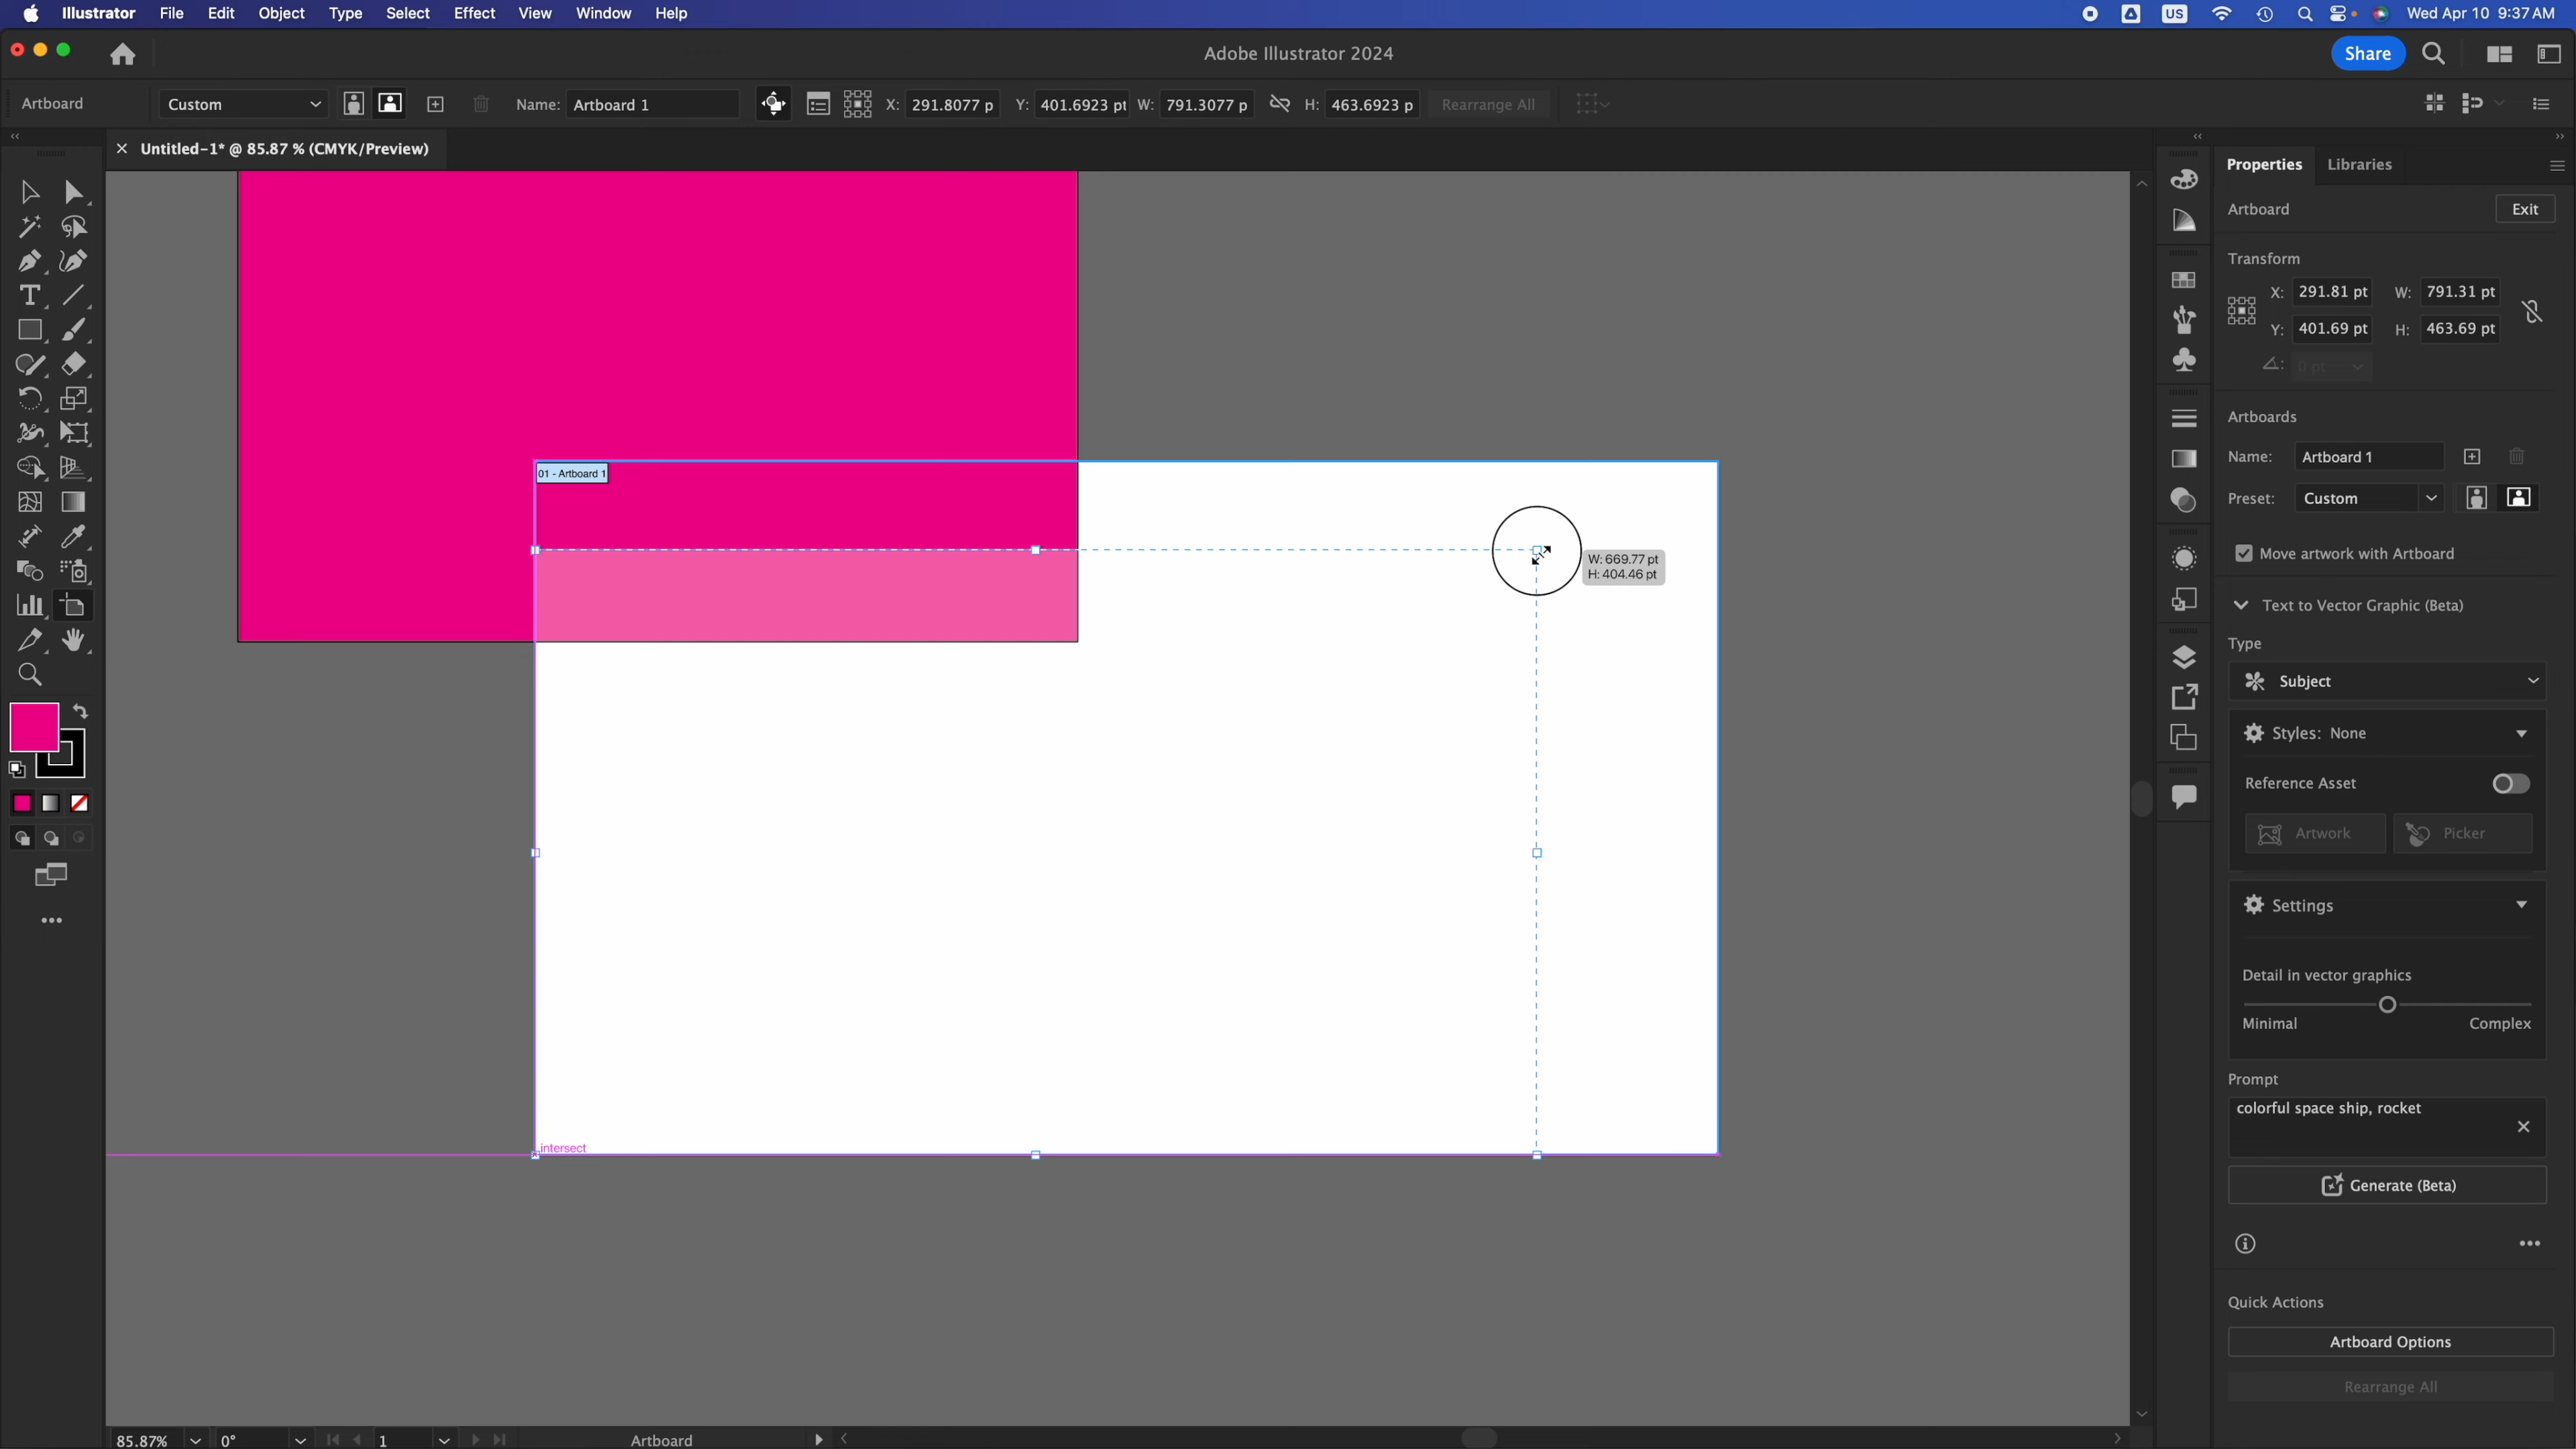 Illustrator File Edit Object Type Select Effect View Window Help US Wed Apr 10 9:37 AM
Adobe Illustrator 2024 Share
Artboard Custom Name: Artboard 1 X: 291.8077 p Y: 401.6923 pt W: 791.3077 p H: 463.6923 p Rearrange All
Untitled-1* @ 85.87 % (CMYK/Preview)
01 - Artboard 1
W: 669.77 pt
H: 404.46 pt
intersect
Properties Libraries
Artboard Exit
Transform
X: 291.81 pt W: 791.31 pt
Y: 401.69 pt H: 463.69 pt
0 pt
Artboards
Name: Artboard 1
Preset: Custom
Move artwork with Artboard
Text to Vector Graphic (Beta)
Type
Subject
Styles: None
Reference Asset
Artwork Picker
Settings
Detail in vector graphics
Minimal Complex
Prompt
colorful space ship, rocket
Generate (Beta)
Quick Actions
Artboard Options
Rearrange All
85.87% 0° 1 Artboard